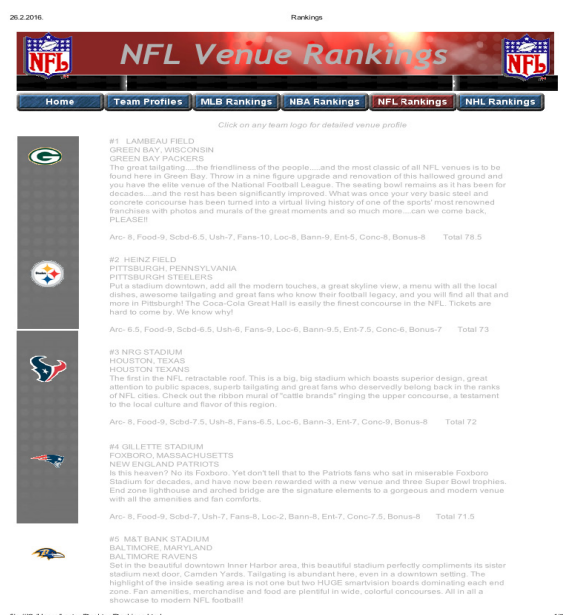 26.2.2016.
Rankings
NFL
NFL Venue Rankings
NFL
Home
Team Profiles
MLB Rankings
NBA Rankings
NFL Rankings
NHL Rankings
Click on any team logo for detailed venue profile
#1 LAMBEAU FIELD
GREEN BAY, WISCONSIN
GREEN BAY PACKERS
The great tailgating.....the friendliness of the people.....and the most classic of all NFL venues is to be
found here in Green Bay. Throw in a nine figure upgrade and renovation of this hallowed ground and
you have the elite venue of the National Football League. The seating bowl remains as it has been for
decades....and the rest has been significantly improved. What was once your very basic steel and
concrete concourse has been turned into a virtual living history of one of the sports' most renowned
franchises with photos and murals of the great moments and so much more....can we come back,
PLEASE!!
Arc- 8, Food-9, Scbd-6.5, Ush-7, Fans-10, Loc-8, Bann-9, Ent-5, Conc-8, Bonus-8 Total 78.5
#2 HEINZ FIELD
PITTSBURGH, PENNSYLVANIA
PITTSBURGH STEELERS
Put a stadium downtown, add all the modern touches, a great skyline view, a menu with all the local
dishes, awesome tailgating and great fans who know their football legacy, and you will find all that and
more in Pittsburgh! The Coca-Cola Great Hall is easily the finest concourse in the NFL. Tickets are
hard to come by. We know why!
Arc- 6.5, Food-9, Scbd-6.5, Ush-6, Fans-9, Loc-6, Bann-9.5, Ent-7.5, Conc-6, Bonus-7 Total 73
#3 NRG STADIUM
HOUSTON, TEXAS
HOUSTON TEXANS
The first in the NFL retractable roof. This is a big, big stadium which boasts superior design, great
attention to public spaces, superb tailgating and great fans who deservedly belong back in the ranks
of NFL cities. Check out the ribbon mural of "cattle brands" ringing the upper concourse, a testament
to the local culture and flavor of this region.
Arc- 8, Food-9, Scbd-7.5, Ush-8, Fans-6.5, Loc-6, Bann-3, Ent-7, Conc-9, Bonus-8 Total 72
#4 GILLETTE STADIUM
FOXBORO, MASSACHUSETTS
NEW ENGLAND PATRIOTS
Is this heaven? No its Foxboro. Yet don't tell that to the Patriots fans who sat in miserable Foxboro
Stadium for decades, and have now been rewarded with a new venue and three Super Bowl trophies.
End zone lighthouse and arched bridge are the signature elements to a gorgeous and modern venue
with all the amenities and fan comforts.
Arc- 8, Food-9, Scbd-7, Ush-7, Fans-8, Loc-2, Bann-8, Ent-7, Conc-7.5, Bonus-8 Total 71.5
#5 M&T BANK STADIUM
BALTIMORE, MARYLAND
BALTIMORE RAVENS
Set in the beautiful downtown Inner Harbor area, this beautiful stadium perfectly compliments its sister
stadium next door, Camden Yards. Tailgating is abundant here, even in a downtown setting. The
highlight of the inside seating area is not one but two HUGE smartvision boards dominating each end
zone. Fan amenities, merchandise and food are plentiful in wide, colorful concourses. All in all a
showcase to modern NFL football!